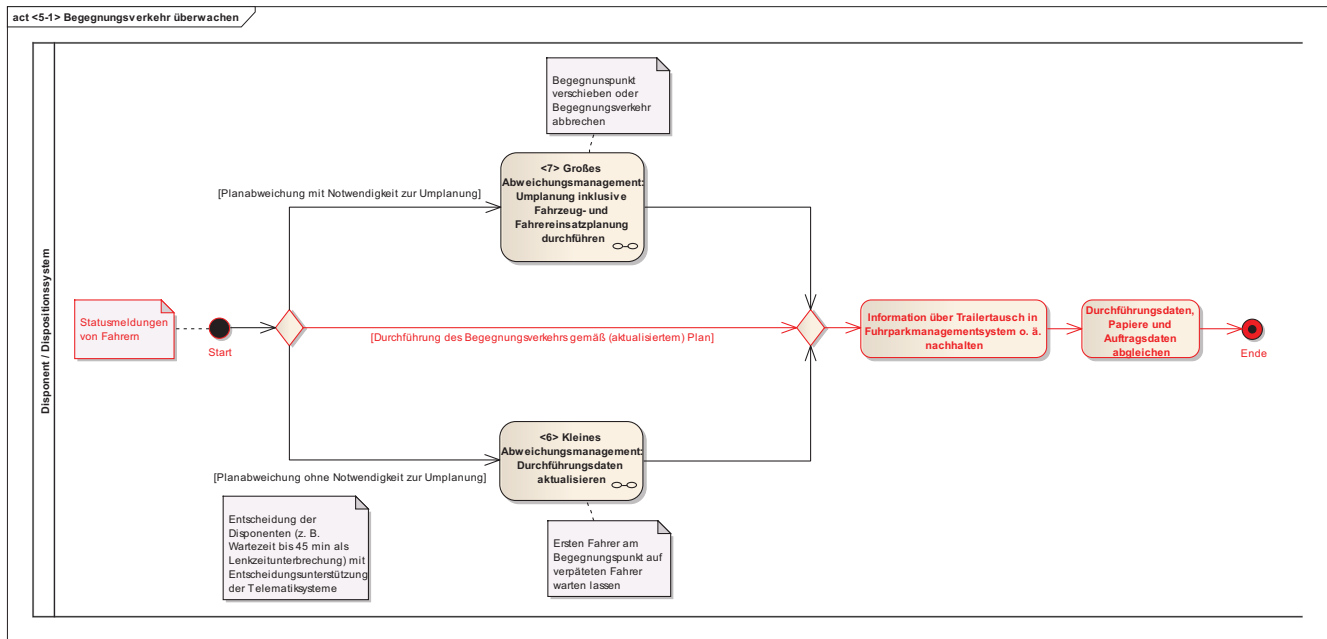 act <5-1> Begegnungsverkehr überwachen
Disponent / Dispositionssystem
Begegnunspunkt
verschieben oder
Begegnungsverkehr
abbrechen
<7> Großes
Abweichungsmanagement:
Umplanung inklusive
Fahrzeug- und
Fahrereinsatzplanung
durchführen
[Planabweichung mit Notwendigkeit zur Umplanung]
Statusmeldungen
von Fahrern
Start
[Durchführung des Begegnungsverkehrs gemäß (aktualisiertem) Plan]
Information über Trailertausch in
Fuhrparkmanagementsystem o. ä.
nachhalten
Durchführungsdaten,
Papiere und
Auftragsdaten
abgleichen
Ende
<6> Kleines
Abweichungsmanagement:
Durchführungsdaten
aktualisieren
[Planabweichung ohne Notwendigkeit zur Umplanung]
Entscheidung der
Disponenten (z. B.
Wartezeit bis 45 min als
Lenkzeitunterbrechung) mit
Entscheidungsunterstützung
der Telematiksysteme
Ersten Fahrer am
Begegnungspunkt auf
verpäteten Fahrer
warten lassen